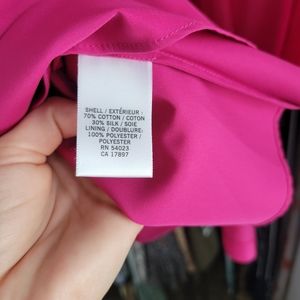 SHELL / EXTÉRIEUR :
70% COTTON / COTON
30% SILK / SOIE
LINING / DOUBLURE:
100% POLYESTER /
POLYESTER
RN 54023
CA 17897